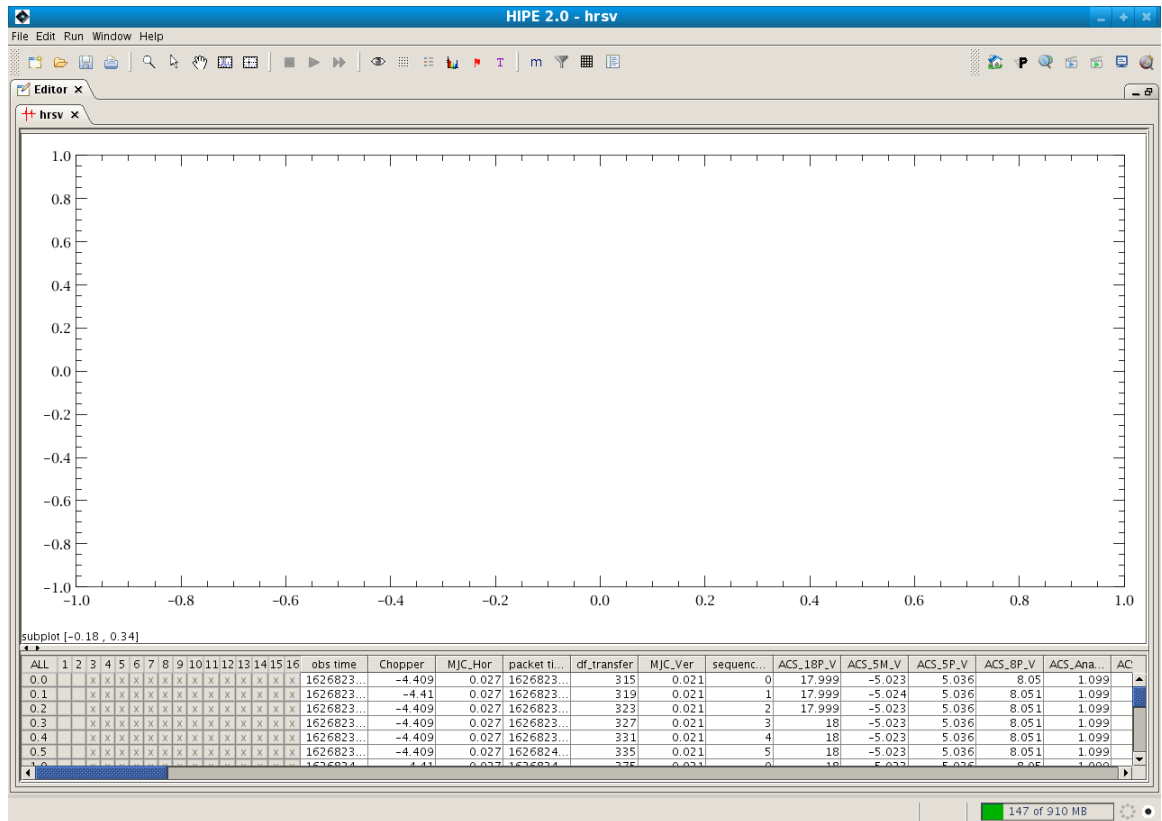 HIPE 2.0 - hrsv
File Edit Run Window Help
T m P
Editor
hrsv
1.0
0.8
0.6
0.4
0.2
0.0
−0.2
−0.4
−0.6
−0.8
−1.0
−1.0 −0.8 −0.6 −0.4 −0.2 0.0 0.2 0.4 0.6 0.8 1.0
subplot [-0.18 , 0.34]
ALL 1 2 3 4 5 6 7 8 9 10 11 12 13 14 15 16 obs time Chopper MJC_Hor packet ti... df_transfer MJC_Ver sequenc... ACS_18P_V ACS_5M_V ACS_5P_V ACS_8P_V ACS_Ana... AC
0.0 x x x x x x x x x x x x x x 1626823... −4.409 0.027 1626823... 315 0.021 0 17.999 −5.023 5.036 8.05 1.099
0.1 x x x x x x x x x x x x x x 1626823... −4.41 0.027 1626823... 319 0.021 1 17.999 −5.024 5.036 8.051 1.099
0.2 x x x x x x x x x x x x x x 1626823... −4.409 0.027 1626823... 323 0.021 2 17.999 −5.023 5.036 8.051 1.099
0.3 x x x x x x x x x x x x x x 1626823... −4.409 0.027 1626823... 327 0.021 3 18 −5.023 5.036 8.051 1.099
0.4 x x x x x x x x x x x x x x 1626823... −4.409 0.027 1626823... 331 0.021 4 18 −5.023 5.036 8.051 1.099
0.5 x x x x x x x x x x x x x x 1626823... −4.409 0.027 1626824... 335 0.021 5 18 −5.023 5.036 8.051 1.099
147 of 910 MB